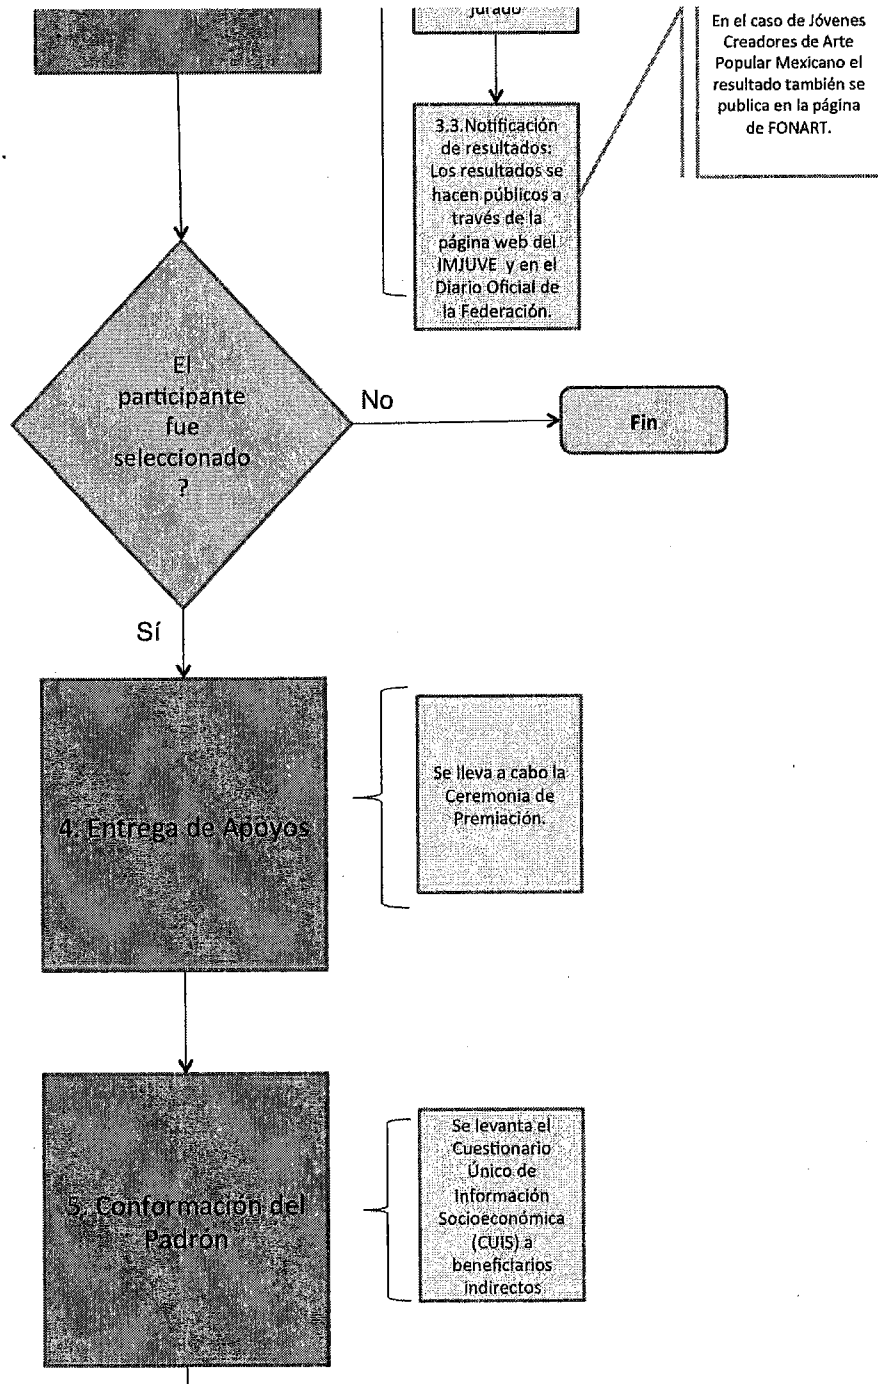 jurado
3.3.Notificación
de resultados:
Los resultados se
hacen públicos a
través de la
página web del
IMJUVE y en el
Diario Oficial de
la Federación.
En el caso de Jóvenes
Creadores de Arte
Popular Mexicano el
resultado también se
publica en la página
de FONART.
El
participante
fue
seleccionado
?
No
Fin
Sí
4. Entrega de Apoyos
Se lleva a cabo la
Ceremonia de
Premiación.
5. Conformación del
Padrón
Se levanta el
Cuestionario
Único de
Información
Socioeconómica
(CUIS) a
beneficiarios
indirectos